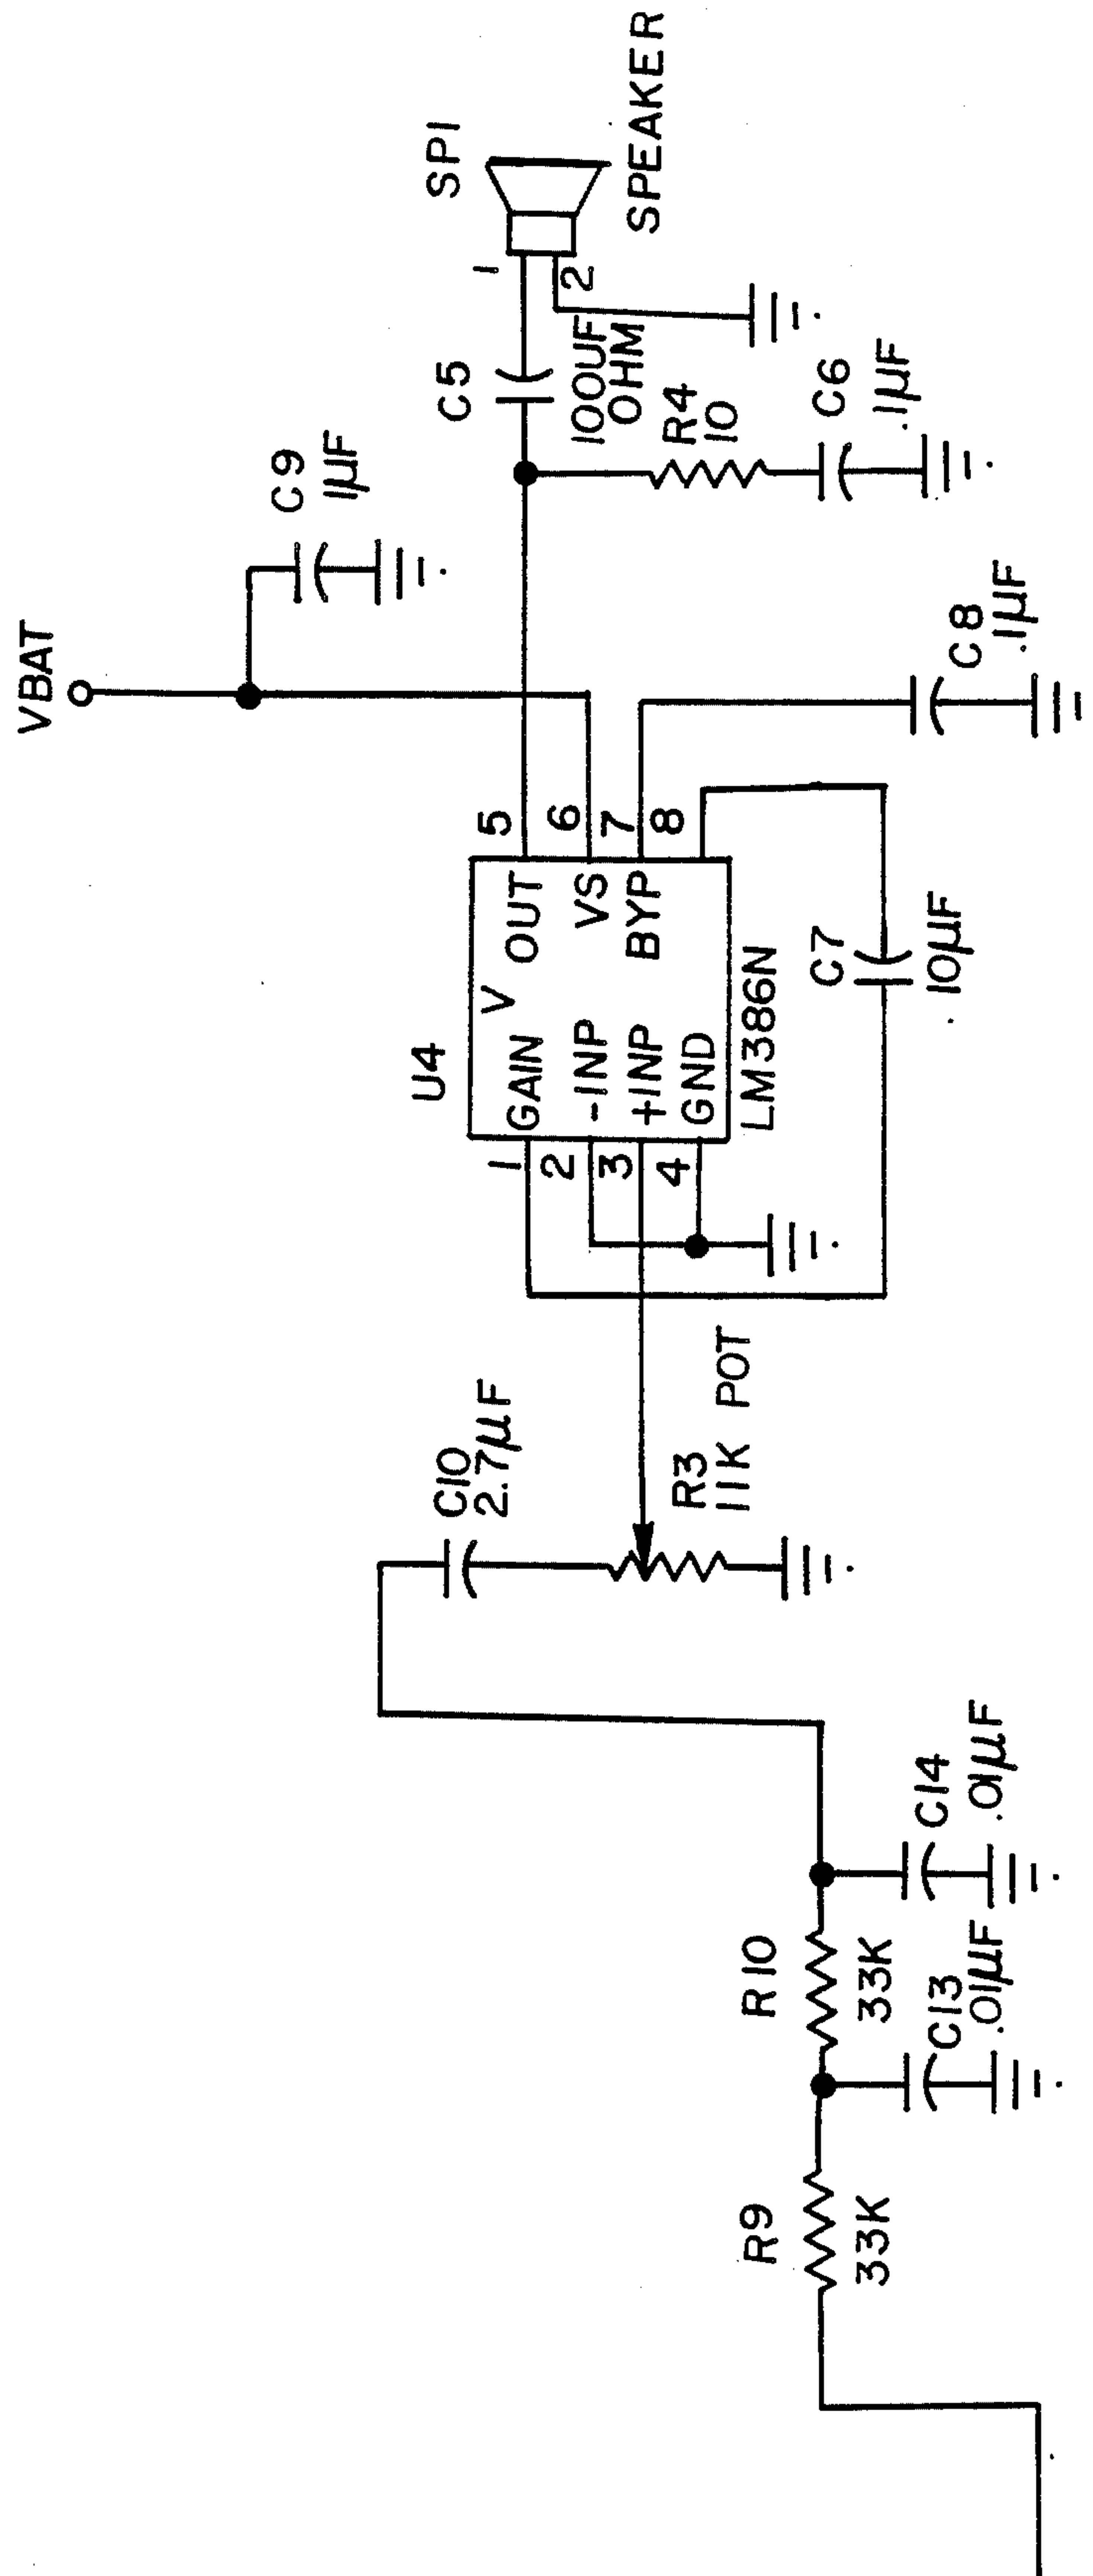 VBAT
C9
1µF
C5
100UF
OHM
SP1
SPEAKER
1
2
R4
10
C6
.1µF
C8
.1µF
U4
V
GAIN
-INP
+INP
GND
OUT
VS
BYP
1
2
3
4
5
6
7
8
LM386N
C7
10µF
C10
2.7µF
R3
11K POT
R9
33K
R10
33K
C13
.01µF
C14
.01µF